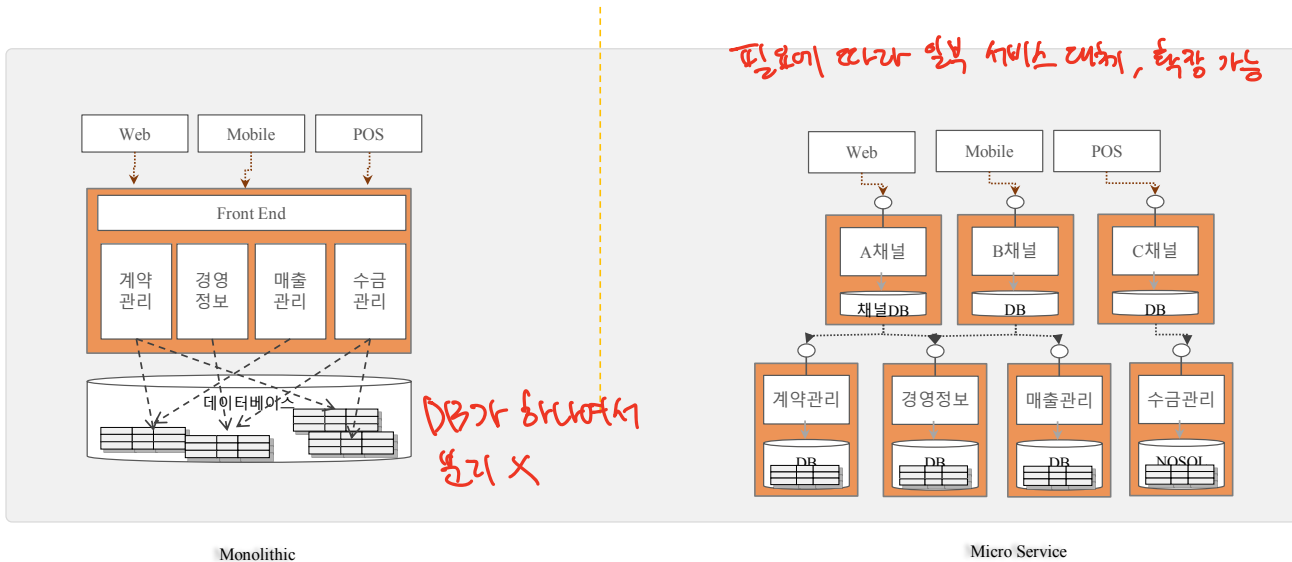 필요에 따라 일부 서비스 대체, 확장 가능
Web Mobile POS
Front End
계약
관리
경영
정보
매출
관리
수금
관리
데이터베이스
DB가 하나여서
분리 X
Monolithic
Web Mobile POS
A채널 B채널 C채널
채널DB DB DB
계약관리 경영정보 매출관리 수금관리
DB DB DB NOSQL
Micro Service